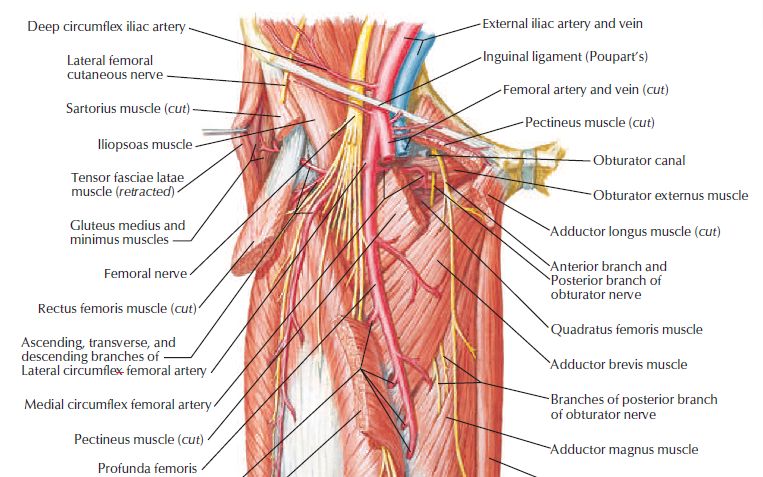 Deep circumflex iliac artery
Lateral femoral
cutaneous nerve
Sartorius muscle (cut)
Iliopsoas muscle
Tensor fasciae latae
muscle (retracted)
Gluteus medius and
minimus muscles
Femoral nerve
Rectus femoris muscle (cut)
Ascending, transverse, and
descending branches of
Lateral circumflex femoral artery
Medial circumflex femoral artery
Pectineus muscle (cut)
Profunda femoris
External iliac artery and vein
Inguinal ligament (Poupart's)
Femoral artery and vein (cut)
Pectineus muscle (cut)
Obturator canal
Obturator externus muscle
Adductor longus muscle (cut)
Anterior branch and
Posterior branch of
obturator nerve
Quadratus femoris muscle
Adductor brevis muscle
Branches of posterior branch
of obturator nerve
Adductor magnus muscle